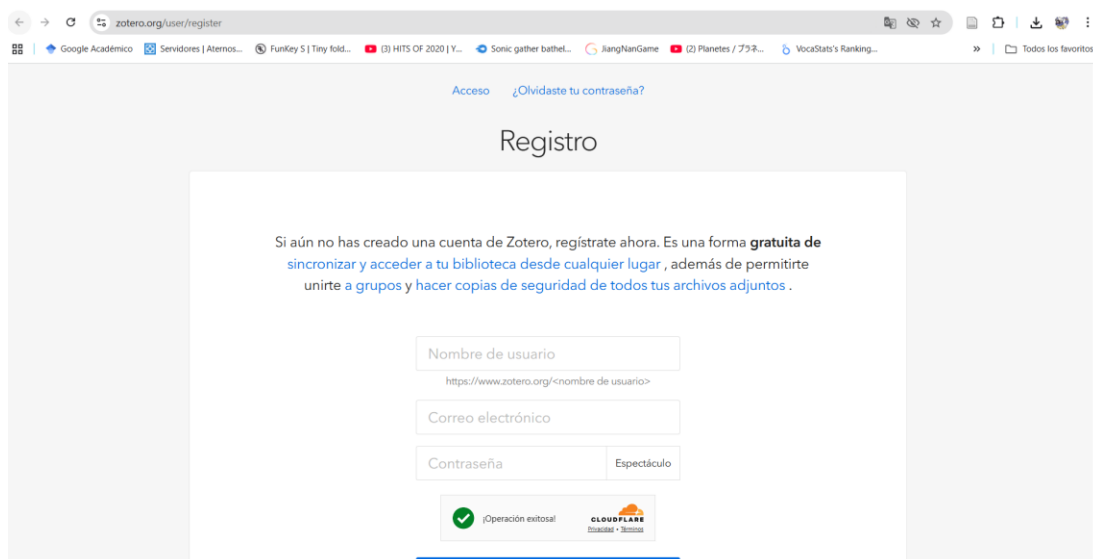 zotero.org/user/register
Google Académico Servidores | Aternos... FunKey S | Tiny fold... (3) HITS OF 2020 | Y... Sonic gather bathel... JiangNanGame (2) Planetes / プラネ... VocaStats's Ranking... » Todos los favoritos
Acceso ¿Olvidaste tu contraseña?
Registro
Si aún no has creado una cuenta de Zotero, regístrate ahora. Es una forma gratuita de
sincronizar y acceder a tu biblioteca desde cualquier lugar , además de permitirte
unirte a grupos y hacer copias de seguridad de todos tus archivos adjuntos .
Nombre de usuario
https://www.zotero.org/<nombre de usuario>
Correo electrónico
Contraseña Espectáculo
¡Operación exitosa! CLOUDFLARE
Privacidad • Términos